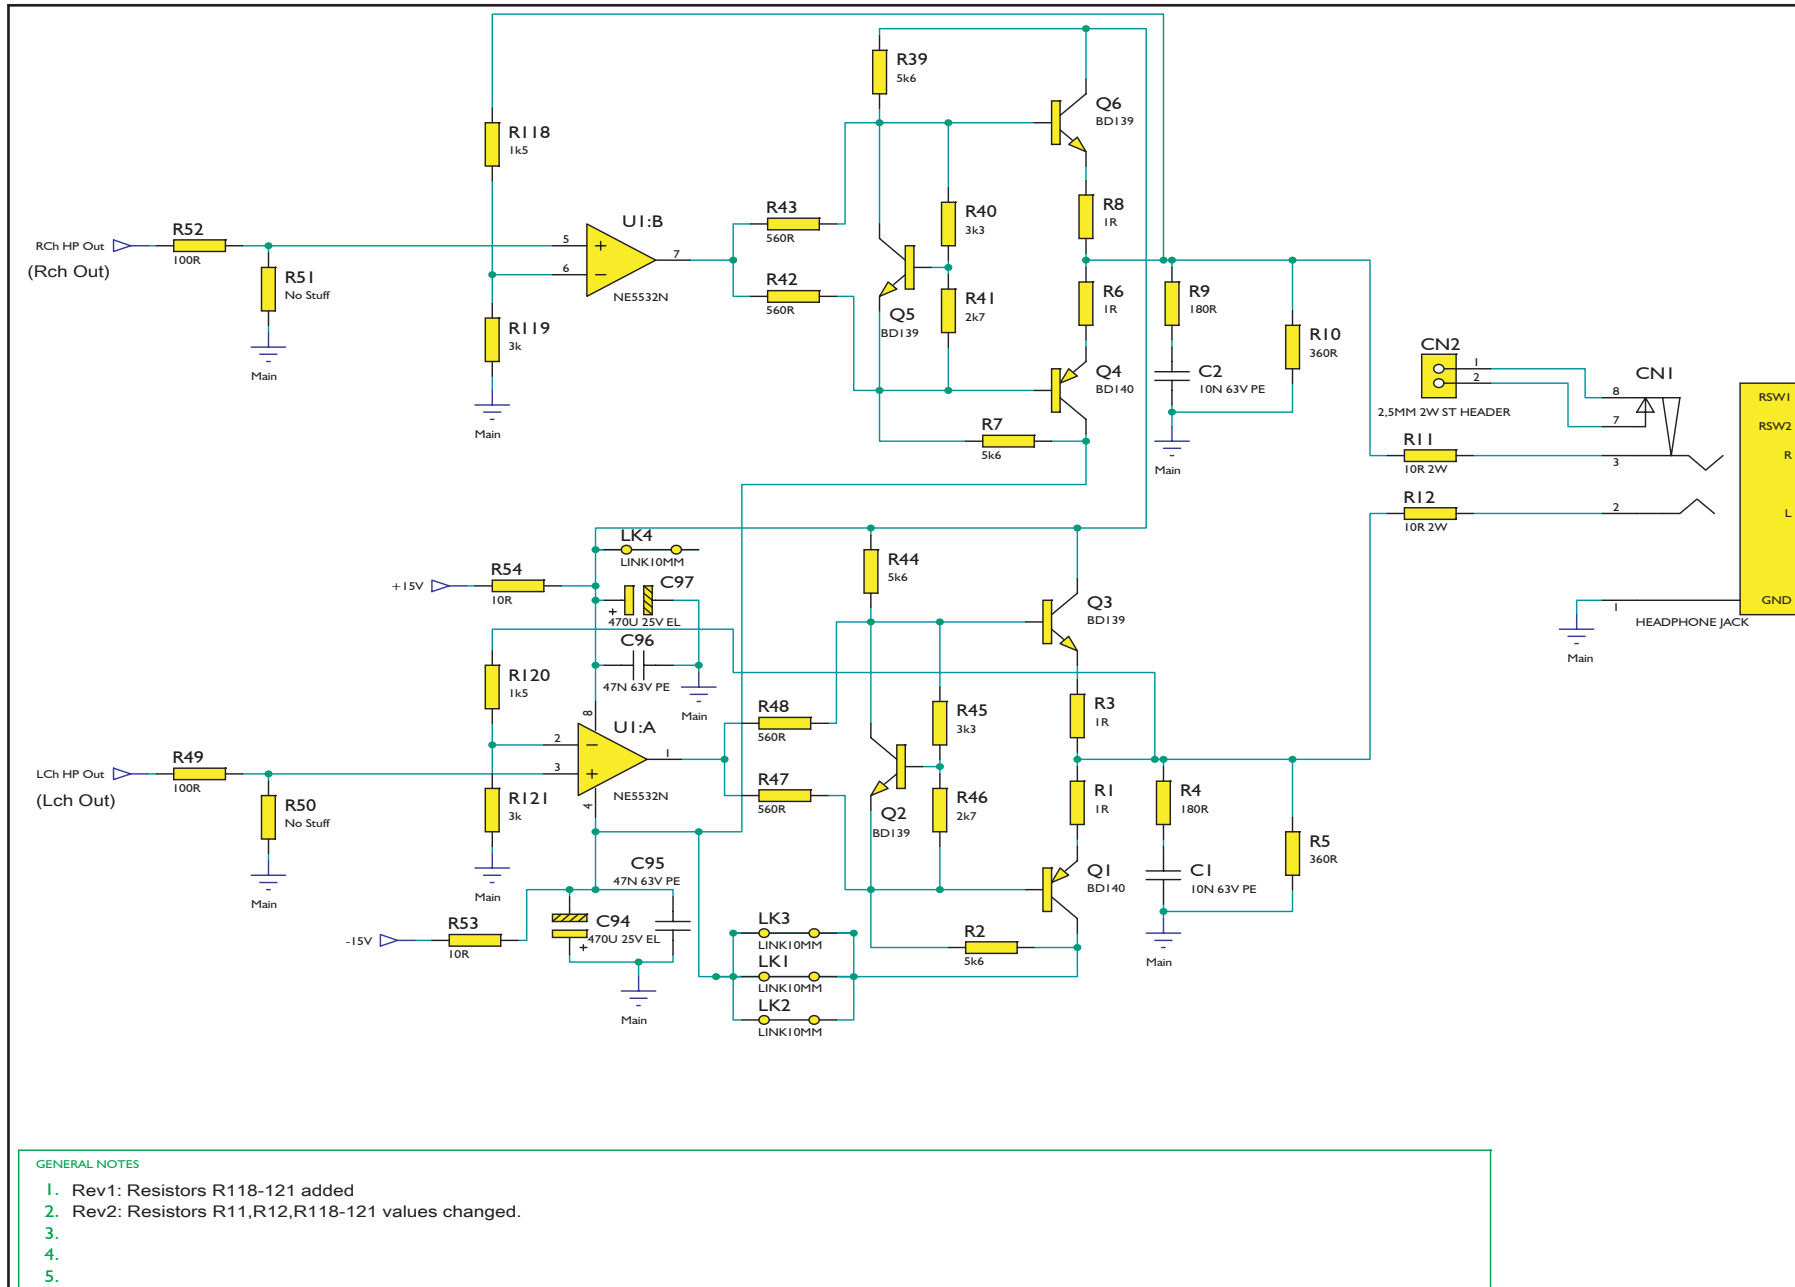 R39
5k6
Q6
BD139
R118
1k5
R43
560R
R40
3k3
R8
1R
U1:B
R52
100R
RCh HP Out
(Rch Out)
5
6
+
−
7
NE5532N
R51
No Stuff
Main
R119
3k
Main
R42
560R
Q5
BD139
R41
2k7
R6
1R
R9
180R
R10
360R
Q4
BD140
C2
10N 63V PE
Main
R7
5k6
CN2
1
2
2,5MM 2W ST HEADER
CN1
8
7
3
2
1
RSW1
RSW2
R
L
GND
HEADPHONE JACK
Main
R11
10R 2W
R12
10R 2W
LK4
LINK10MM
+15V
R54
10R
C97
+
470U 25V EL
C96
47N 63V PE
Main
R44
5k6
Q3
BD139
R120
1k5
R48
560R
R45
3k3
R3
1R
8
U1:A
2
3
−
+
1
4
NE5532N
R49
100R
LCh HP Out
(Lch Out)
R50
No Stuff
Main
R121
3k
Main
R47
560R
Q2
BD139
R46
2k7
R1
1R
R4
180R
R5
360R
Q1
BD140
C1
10N 63V PE
Main
C95
47N 63V PE
C94
470U 25V EL
+
-15V
R53
10R
Main
LK3
LINK10MM
LK1
LINK10MM
LK2
LINK10MM
R2
5k6
GENERAL NOTES
1. Rev1: Resistors R118-121 added
2. Rev2: Resistors R11,R12,R118-121 values changed.
3.
4.
5.